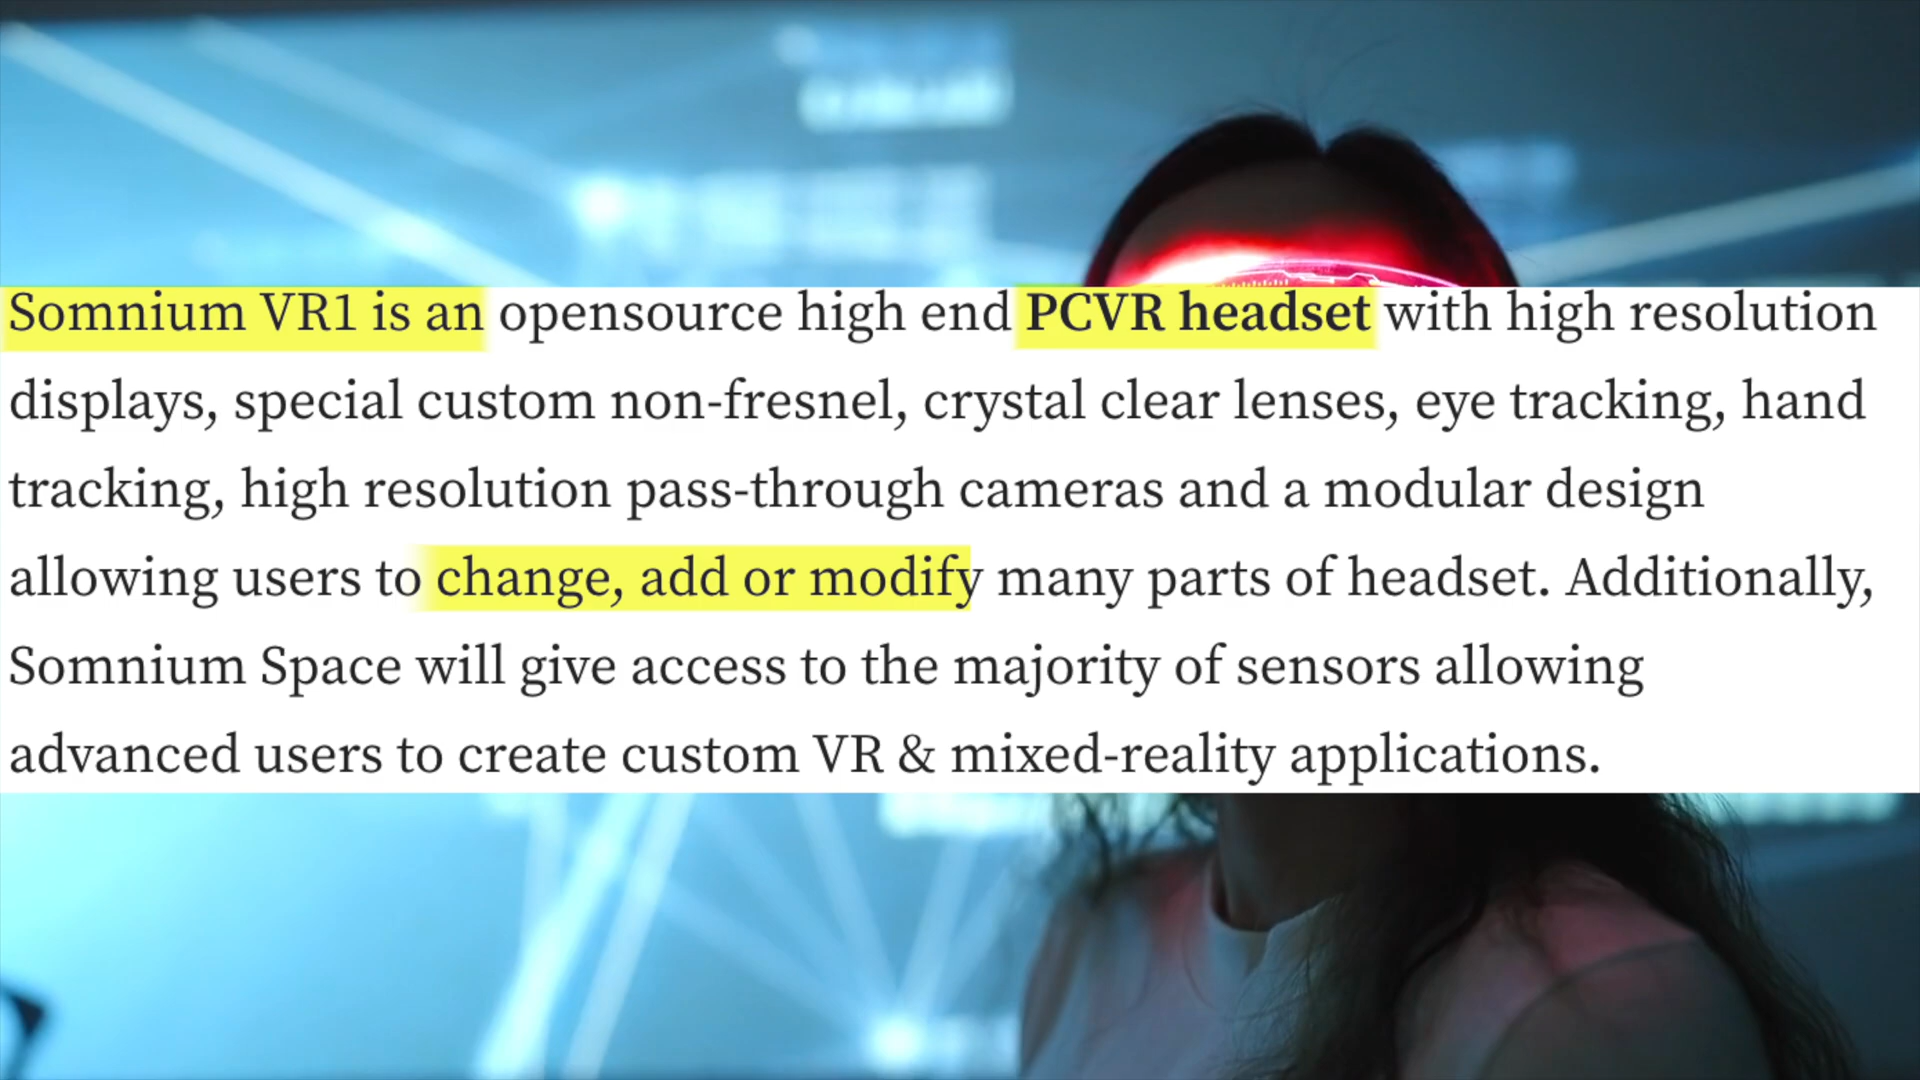 Somnium VR1 is an opensource high end PCVR headset with high resolution
displays, special custom non-fresnel, crystal clear lenses, eye tracking, hand
tracking, high resolution pass-through cameras and a modular design
allowing users to change, add or modify many parts of headset. Additionally,
Somnium Space will give access to the majority of sensors allowing
advanced users to create custom VR & mixed-reality applications.